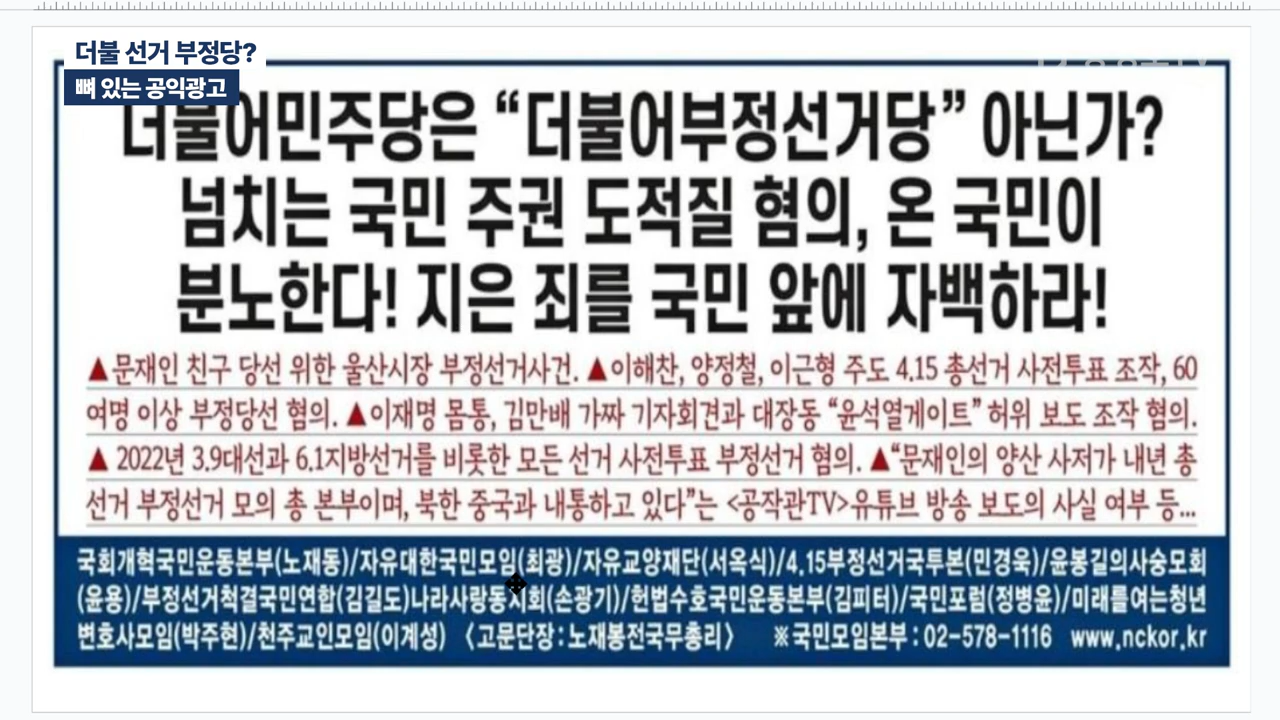 더불 선거 부정당?
뼈 있는 공익광고
더불어민주당은 “더불어부정선거당” 아닌가?
넘치는 국민 주권 도적질 혐의, 온 국민이
분노한다! 지은 죄를 국민 앞에 자백하라!
▲문재인 친구 당선 위한 울산시장 부정선거사건. ▲이해찬, 양정철, 이근형 주도 4.15 총선거 사전투표 조작, 60
여명 이상 부정당선 혐의. ▲이재명 몸통, 김만배 가짜 기자회견과 대장동 “윤석열게이트” 허위 보도 조작 혐의.
▲ 2022년 3.9대선과 6.1지방선거를 비롯한 모든 선거 사전투표 부정선거 혐의. ▲“문재인의 양산 사저가 내년 총
선거 부정선거 모의 총 본부이며, 북한 중국과 내통하고 있다”는 <공작관TV>유튜브 방송 보도의 사실 여부 등...
국회개혁국민운동본부(노재동)/자유대한국민모임(최광)/자유교양재단(서옥식)/4.15부정선거국투본(민경욱)/윤봉길의사숭모회
(윤용)/부정선거척결국민연합(김길도)나라사랑동지회(손광기)/헌법수호국민운동본부(김피터)/국민포럼(정병윤)/미래를여는청년
변호사모임(박주현)/천주교인모임(이계성) 〈고문단장:노재봉전국무총리〉 ※국민모임본부:02-578-1116 www.nckor.kr